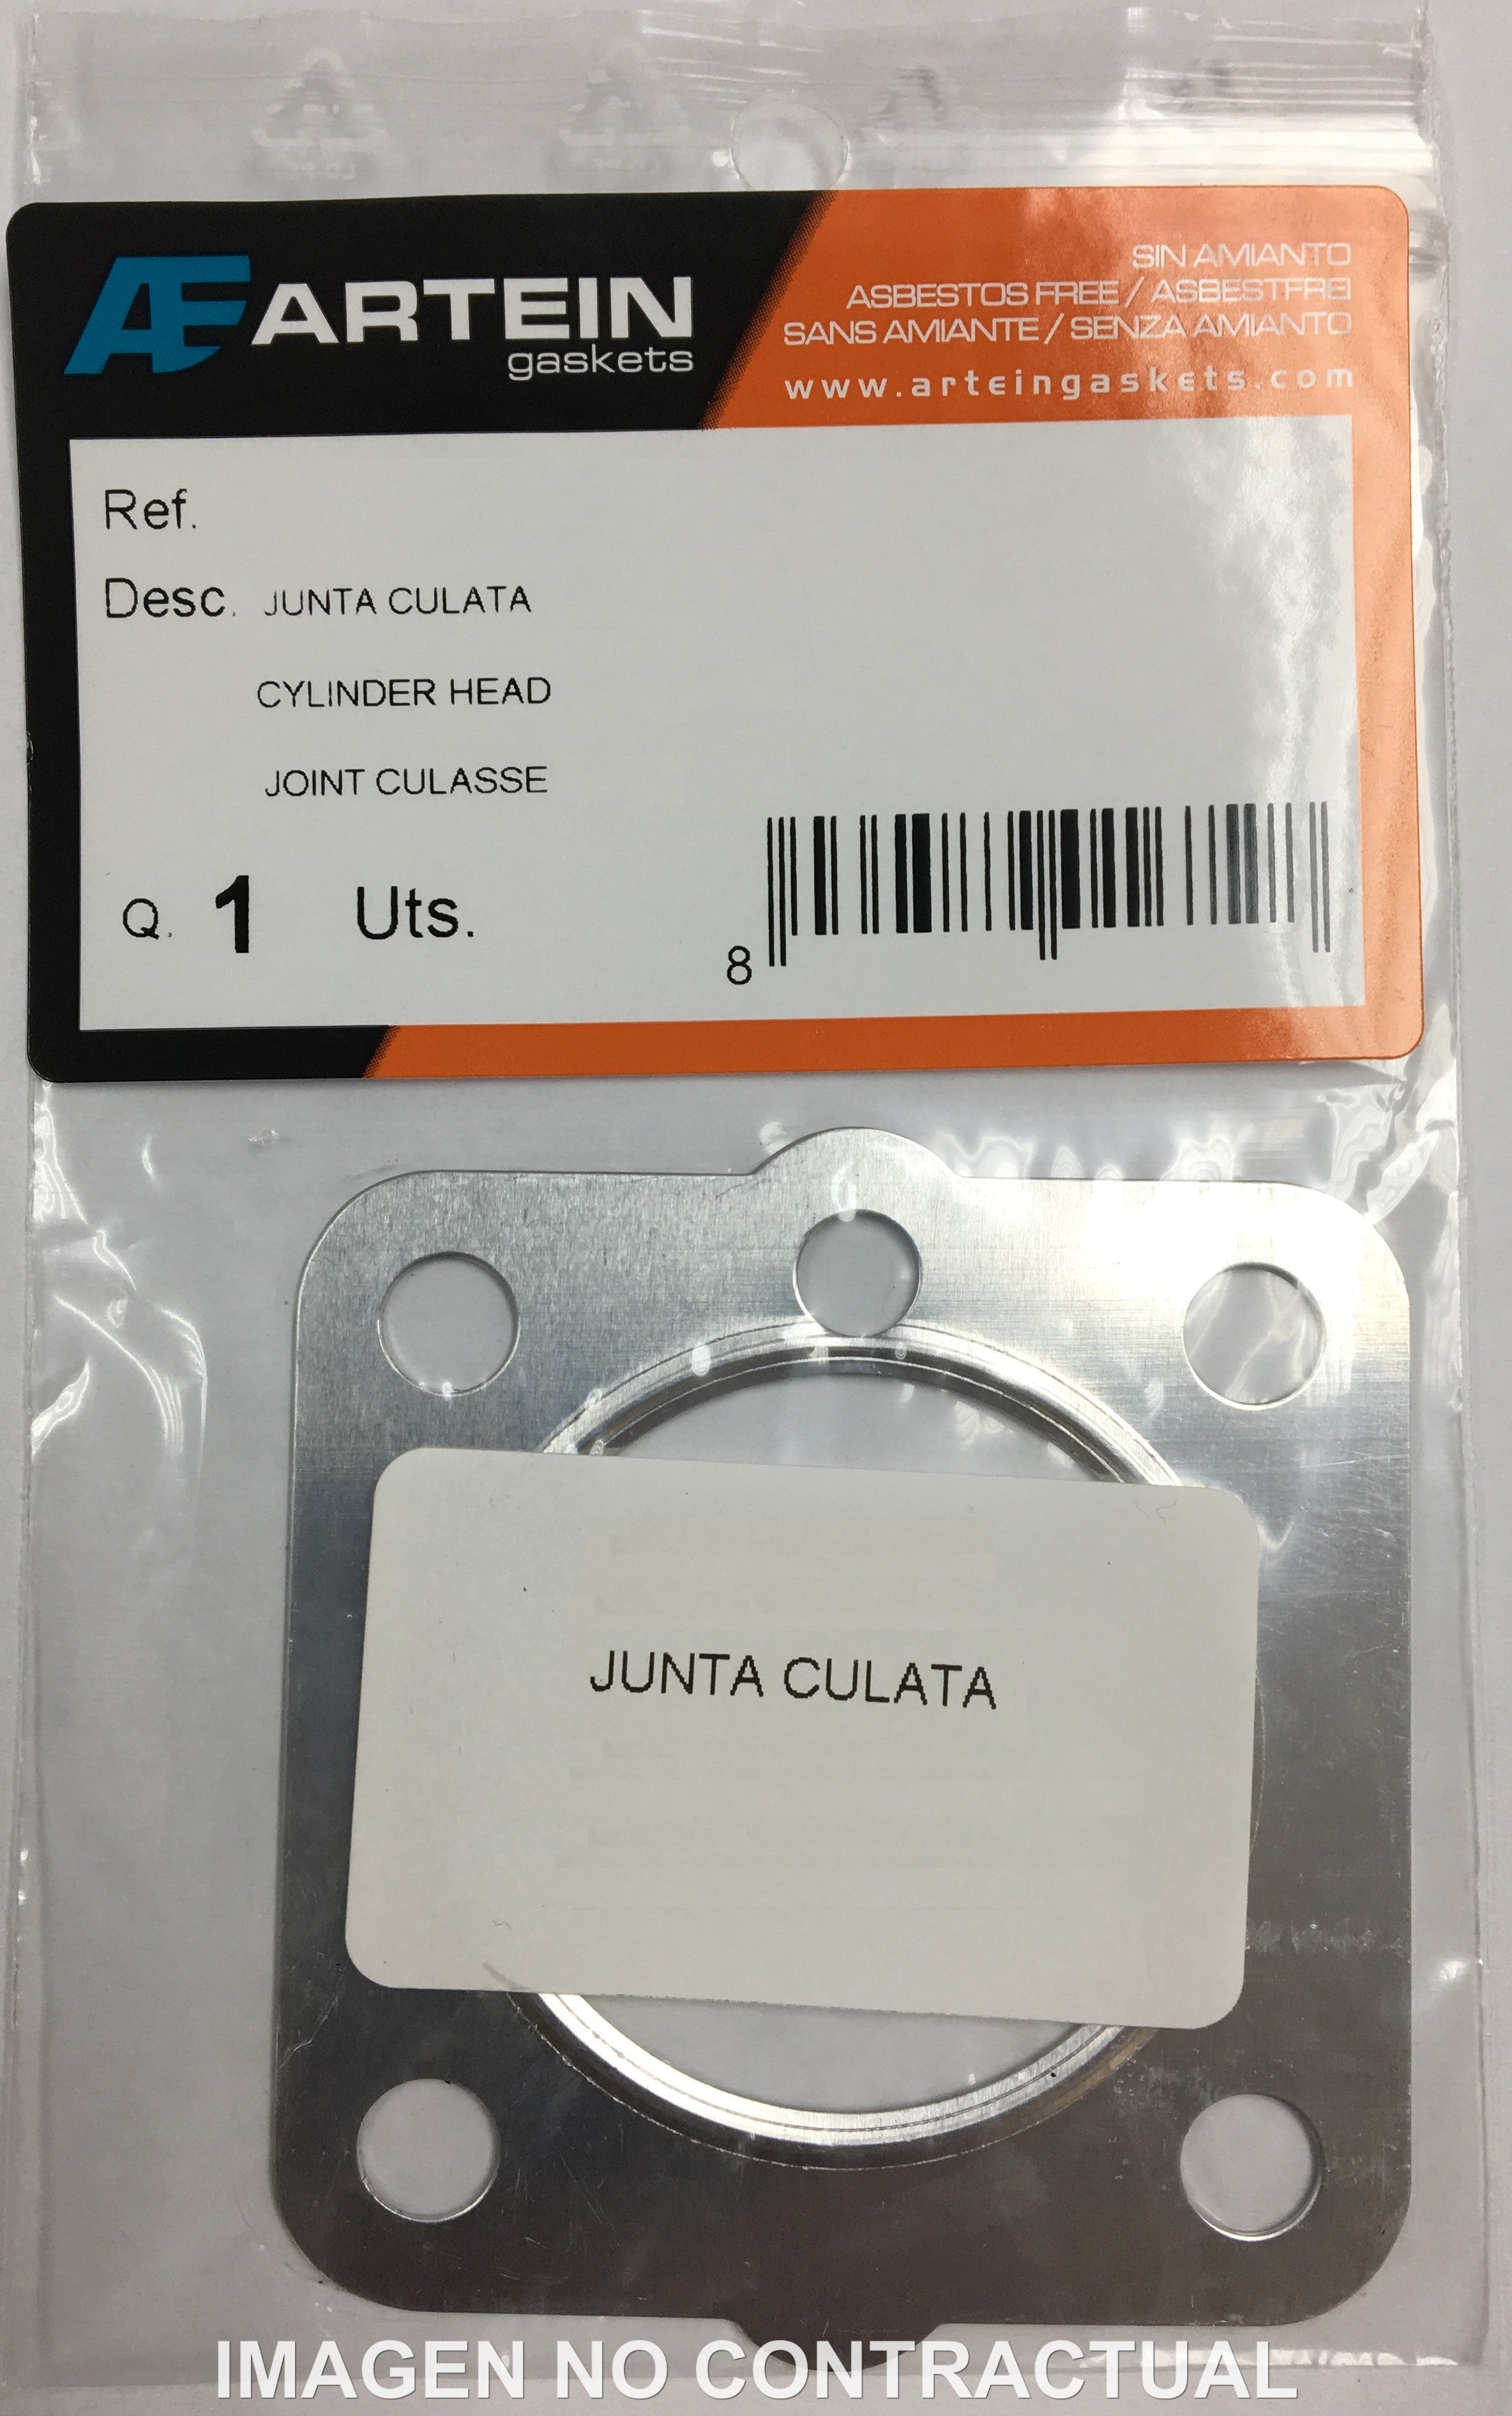 ARTEIN
gaskets
SIN AMIANTO
ASBESTOS FREE / ASBESTFREI
SANS AMIANTE / SENZA AMIANTO
www.arteingaskets.com
Ref.
Desc. JUNTA CULATA
CYLINDER HEAD
JOINT CULASSE
Q. 1 Uts.
8
JUNTA CULATA
IMAGEN NO CONTRACTUAL